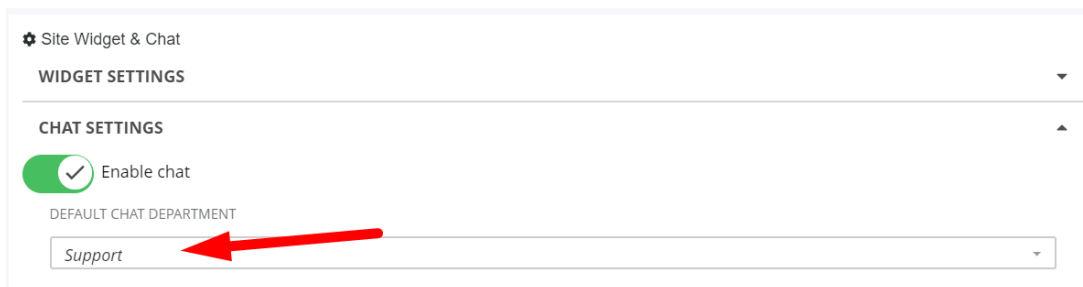 Site Widget & Chat
WIDGET SETTINGS
CHAT SETTINGS
Enable chat
DEFAULT CHAT DEPARTMENT
Support